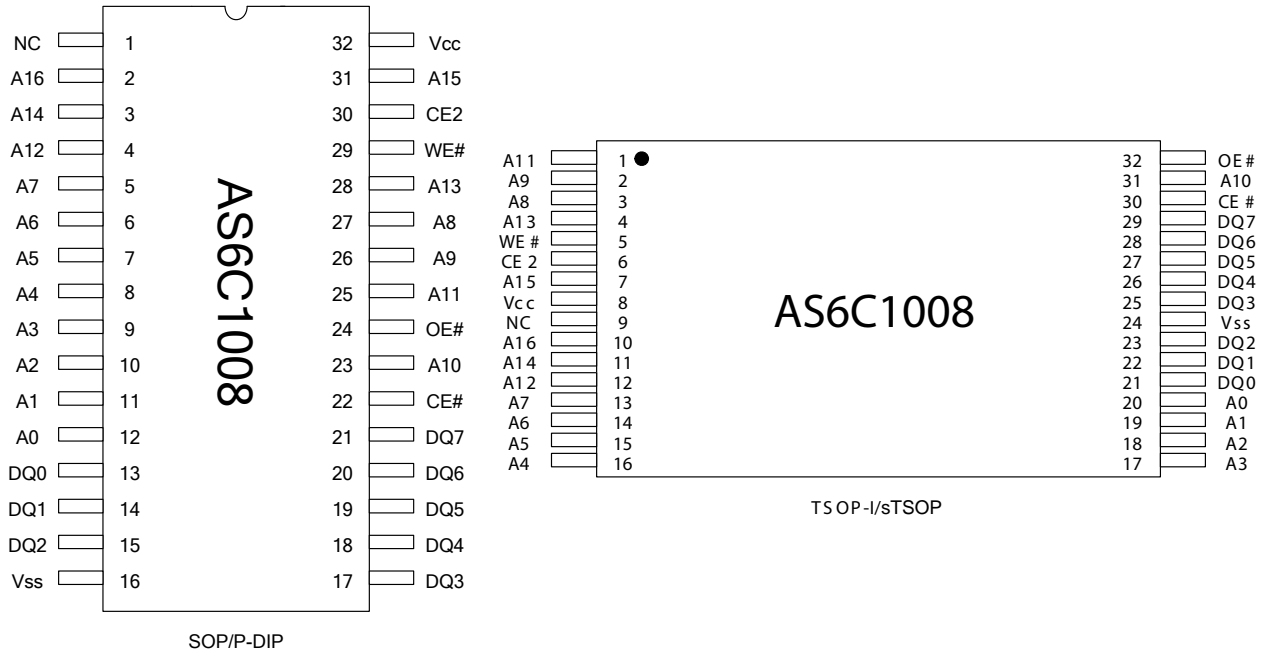 NC 1 32 Vcc
A16 2 31 A15
A14 3 30 CE2
A12 4 29 WE#
A7 5 28 A13
A6 6 27 A8
A5 7 26 A9
A4 8 25 A11
A3 9 24 OE#
A2 10 23 A10
A1 11 22 CE#
A0 12 21 DQ7
DQ0 13 20 DQ6
DQ1 14 19 DQ5
DQ2 15 18 DQ4
Vss 16 17 DQ3
AS6C1008
SOP/P-DIP
A11 1 32 OE#
A9 2 31 A10
A8 3 30 CE #
A13 4 29 DQ7
WE # 5 28 DQ6
CE 2 6 27 DQ5
A15 7 26 DQ4
Vcc 8 25 DQ3
NC 9 24 Vss
A16 10 23 DQ2
A14 11 22 DQ1
A12 12 21 DQ0
A7 13 20 A0
A6 14 19 A1
A5 15 18 A2
A4 16 17 A3
AS6C1008
TSOP-I/sTSOP